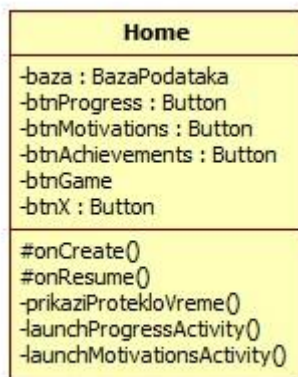 Home
-baza : BazaPodataka
-btnProgress : Button
-btnMotivations : Button
-btnAchievements : Button
-btnGame
-btnX : Button
#onCreate()
#onResume()
-prikaziProtekloVreme()
-launchProgressActivity()
-launchMotivationsActivity()